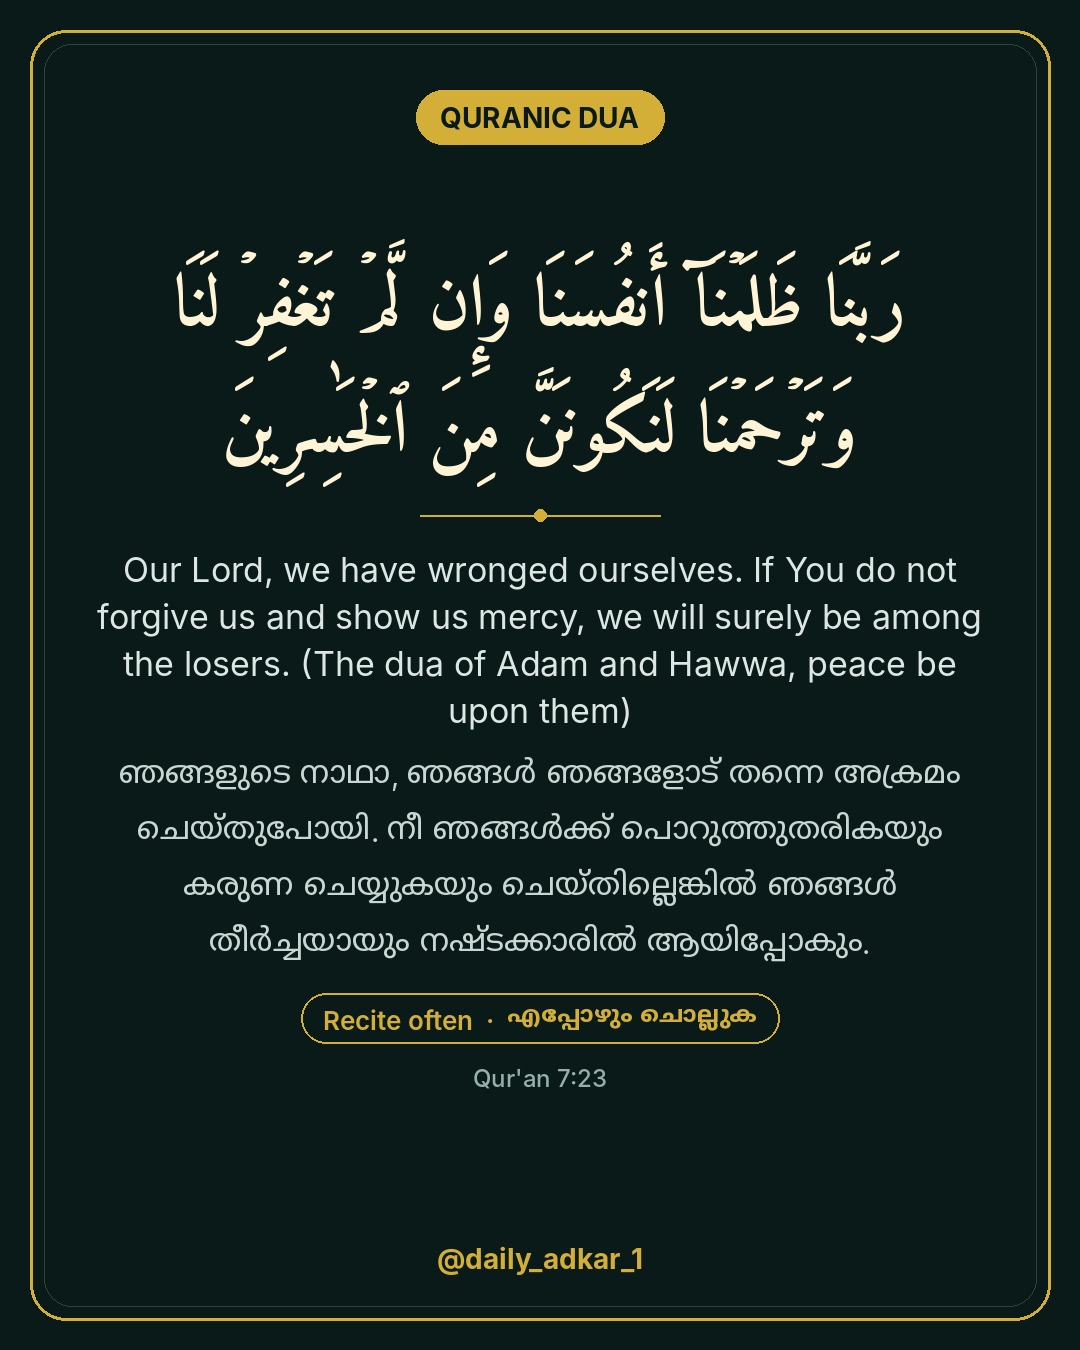 QURANIC DUA
رَبَّنَا ظَلَمۡنَآ أَنفُسَنَا وَإِن لَّمۡ تَغۡفِرۡ لَنَا
وَتَرۡحَمۡنَا لَنَكُونَنَّ مِنَ ٱلۡخَٰسِرِينَ
Our Lord, we have wronged ourselves. If You do not
forgive us and show us mercy, we will surely be among
the losers. (The dua of Adam and Hawwa, peace be
upon them)
ഞങ്ങളുടെ നാഥാ, ഞങ്ങൾ ഞങ്ങളോട് തന്നെ അക്രമം
ചെയ്തുപോയി. നീ ഞങ്ങൾക്ക് പൊറുത്തുതരികയും
കരുണ ചെയ്യുകയും ചെയ്തില്ലെങ്കിൽ ഞങ്ങൾ
തീർച്ചയായും നഷ്ടക്കാരിൽ ആയിപ്പോകും.
Recite often · എപ്പോഴും ചൊല്ലുക
Qur'an 7:23
@daily_adkar_1